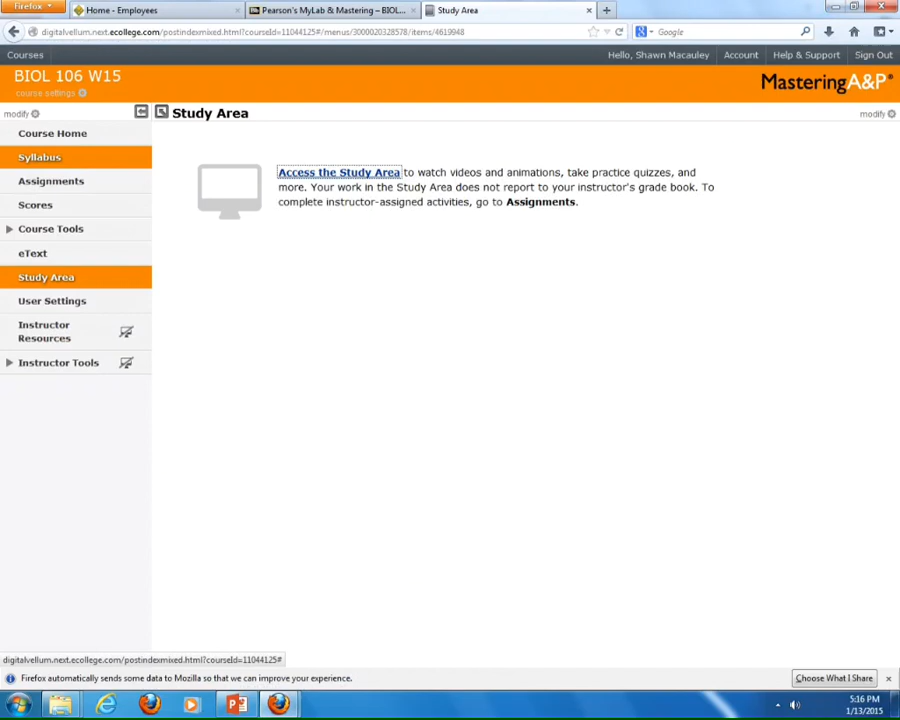 Firefox
Home - Employees
Pearson's MyLab & Mastering – BIOL...
Study Area
digitalvellum.next.ecollege.com/postindexmixed.html?courseId=11044125#/menus/3000020328578/items/4619948
Google
Courses
Hello, Shawn Macauley
Account
Help & Support
Sign Out
BIOL 106 W15
course settings
MasteringA&P®
modify
Study Area
modify
Course Home
Syllabus
Assignments
Scores
Course Tools
eText
Study Area
User Settings
Instructor
Resources
Instructor Tools
Access the Study Area to watch videos and animations, take practice quizzes, and
more. Your work in the Study Area does not report to your instructor's grade book. To
complete instructor-assigned activities, go to Assignments.
digitalvellum.next.ecollege.com/postindexmixed.html?courseId=11044125#
Firefox automatically sends some data to Mozilla so that we can improve your experience.
Choose What I Share
5:16 PM
1/13/2015